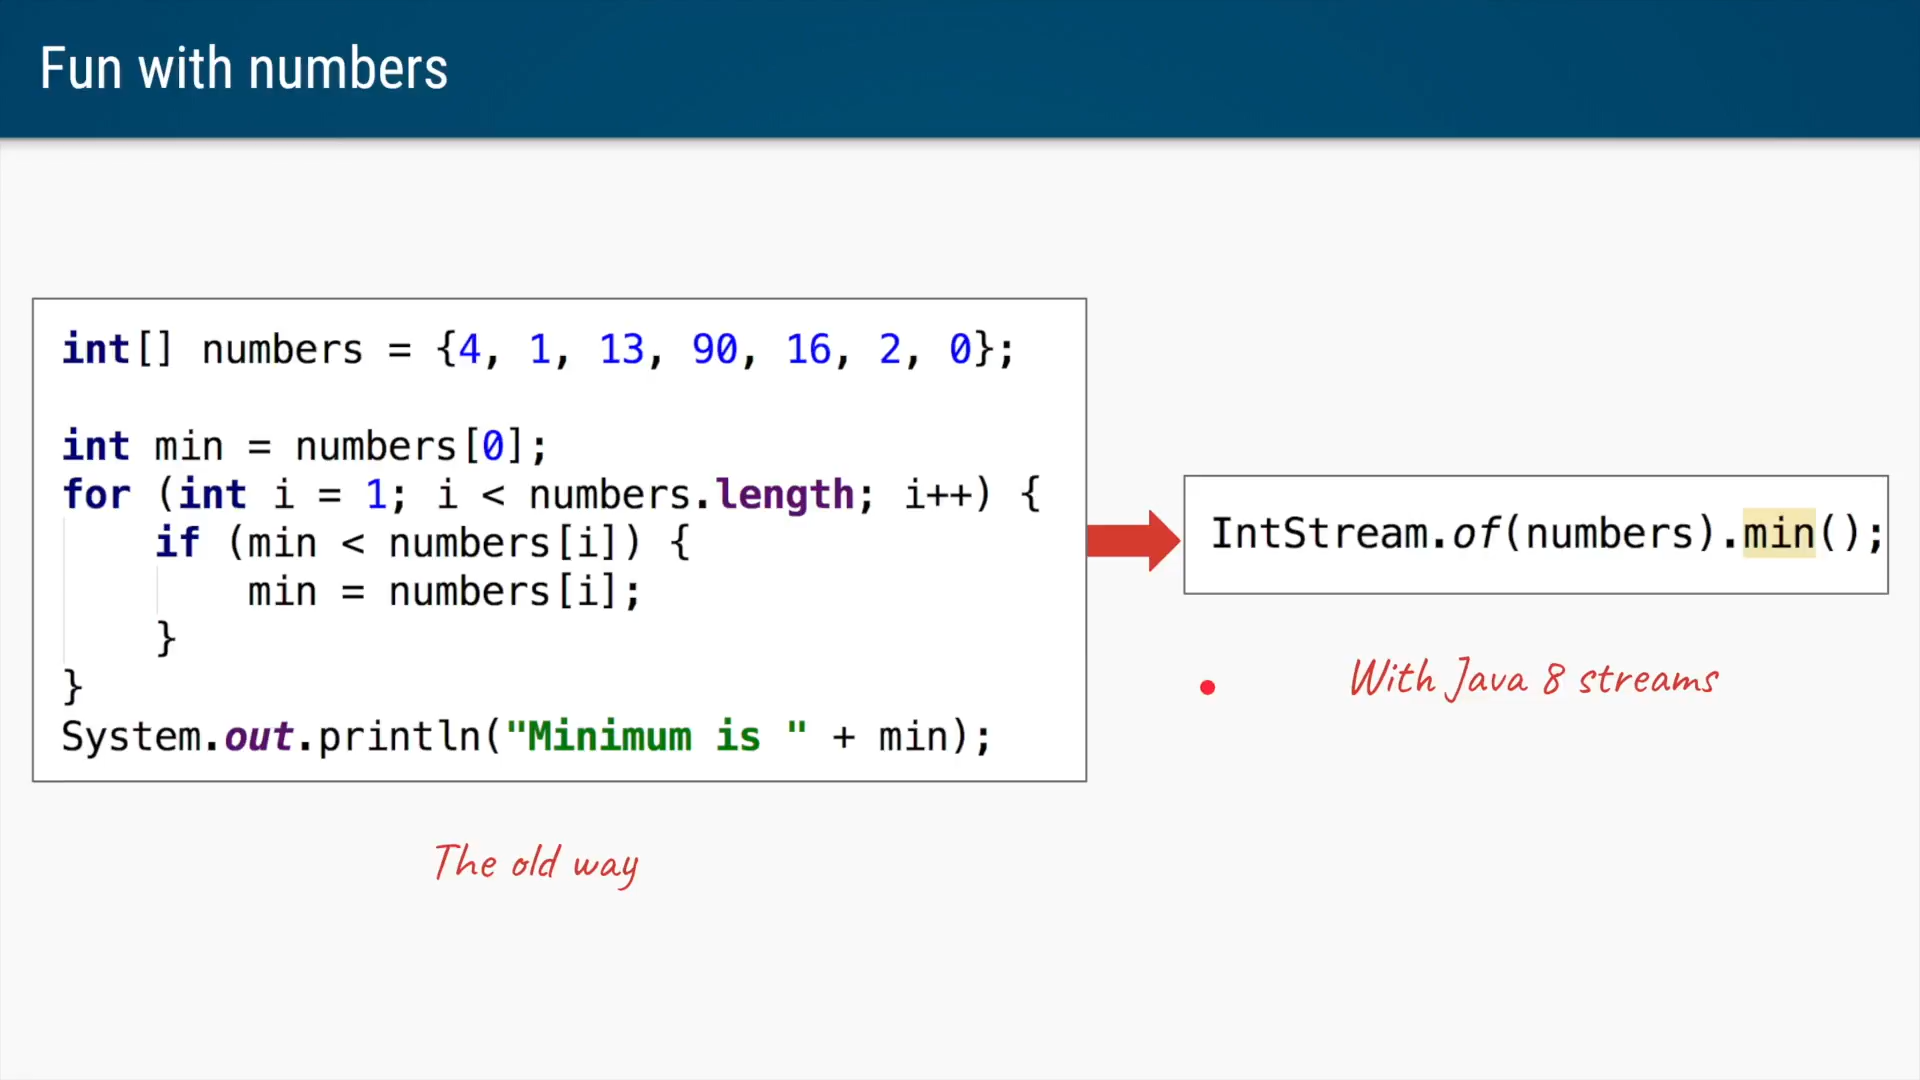 Fun with numbers
int[] numbers = {4, 1, 13, 90, 16, 2, 0};
int min = numbers[0];
for (int i = 1; i < numbers.length; i++) {
if (min < numbers[i]) {
min = numbers[i];
}
}
System.out.println("Minimum is " + min);
The old way
IntStream.of(numbers).min();
With Java 8 streams